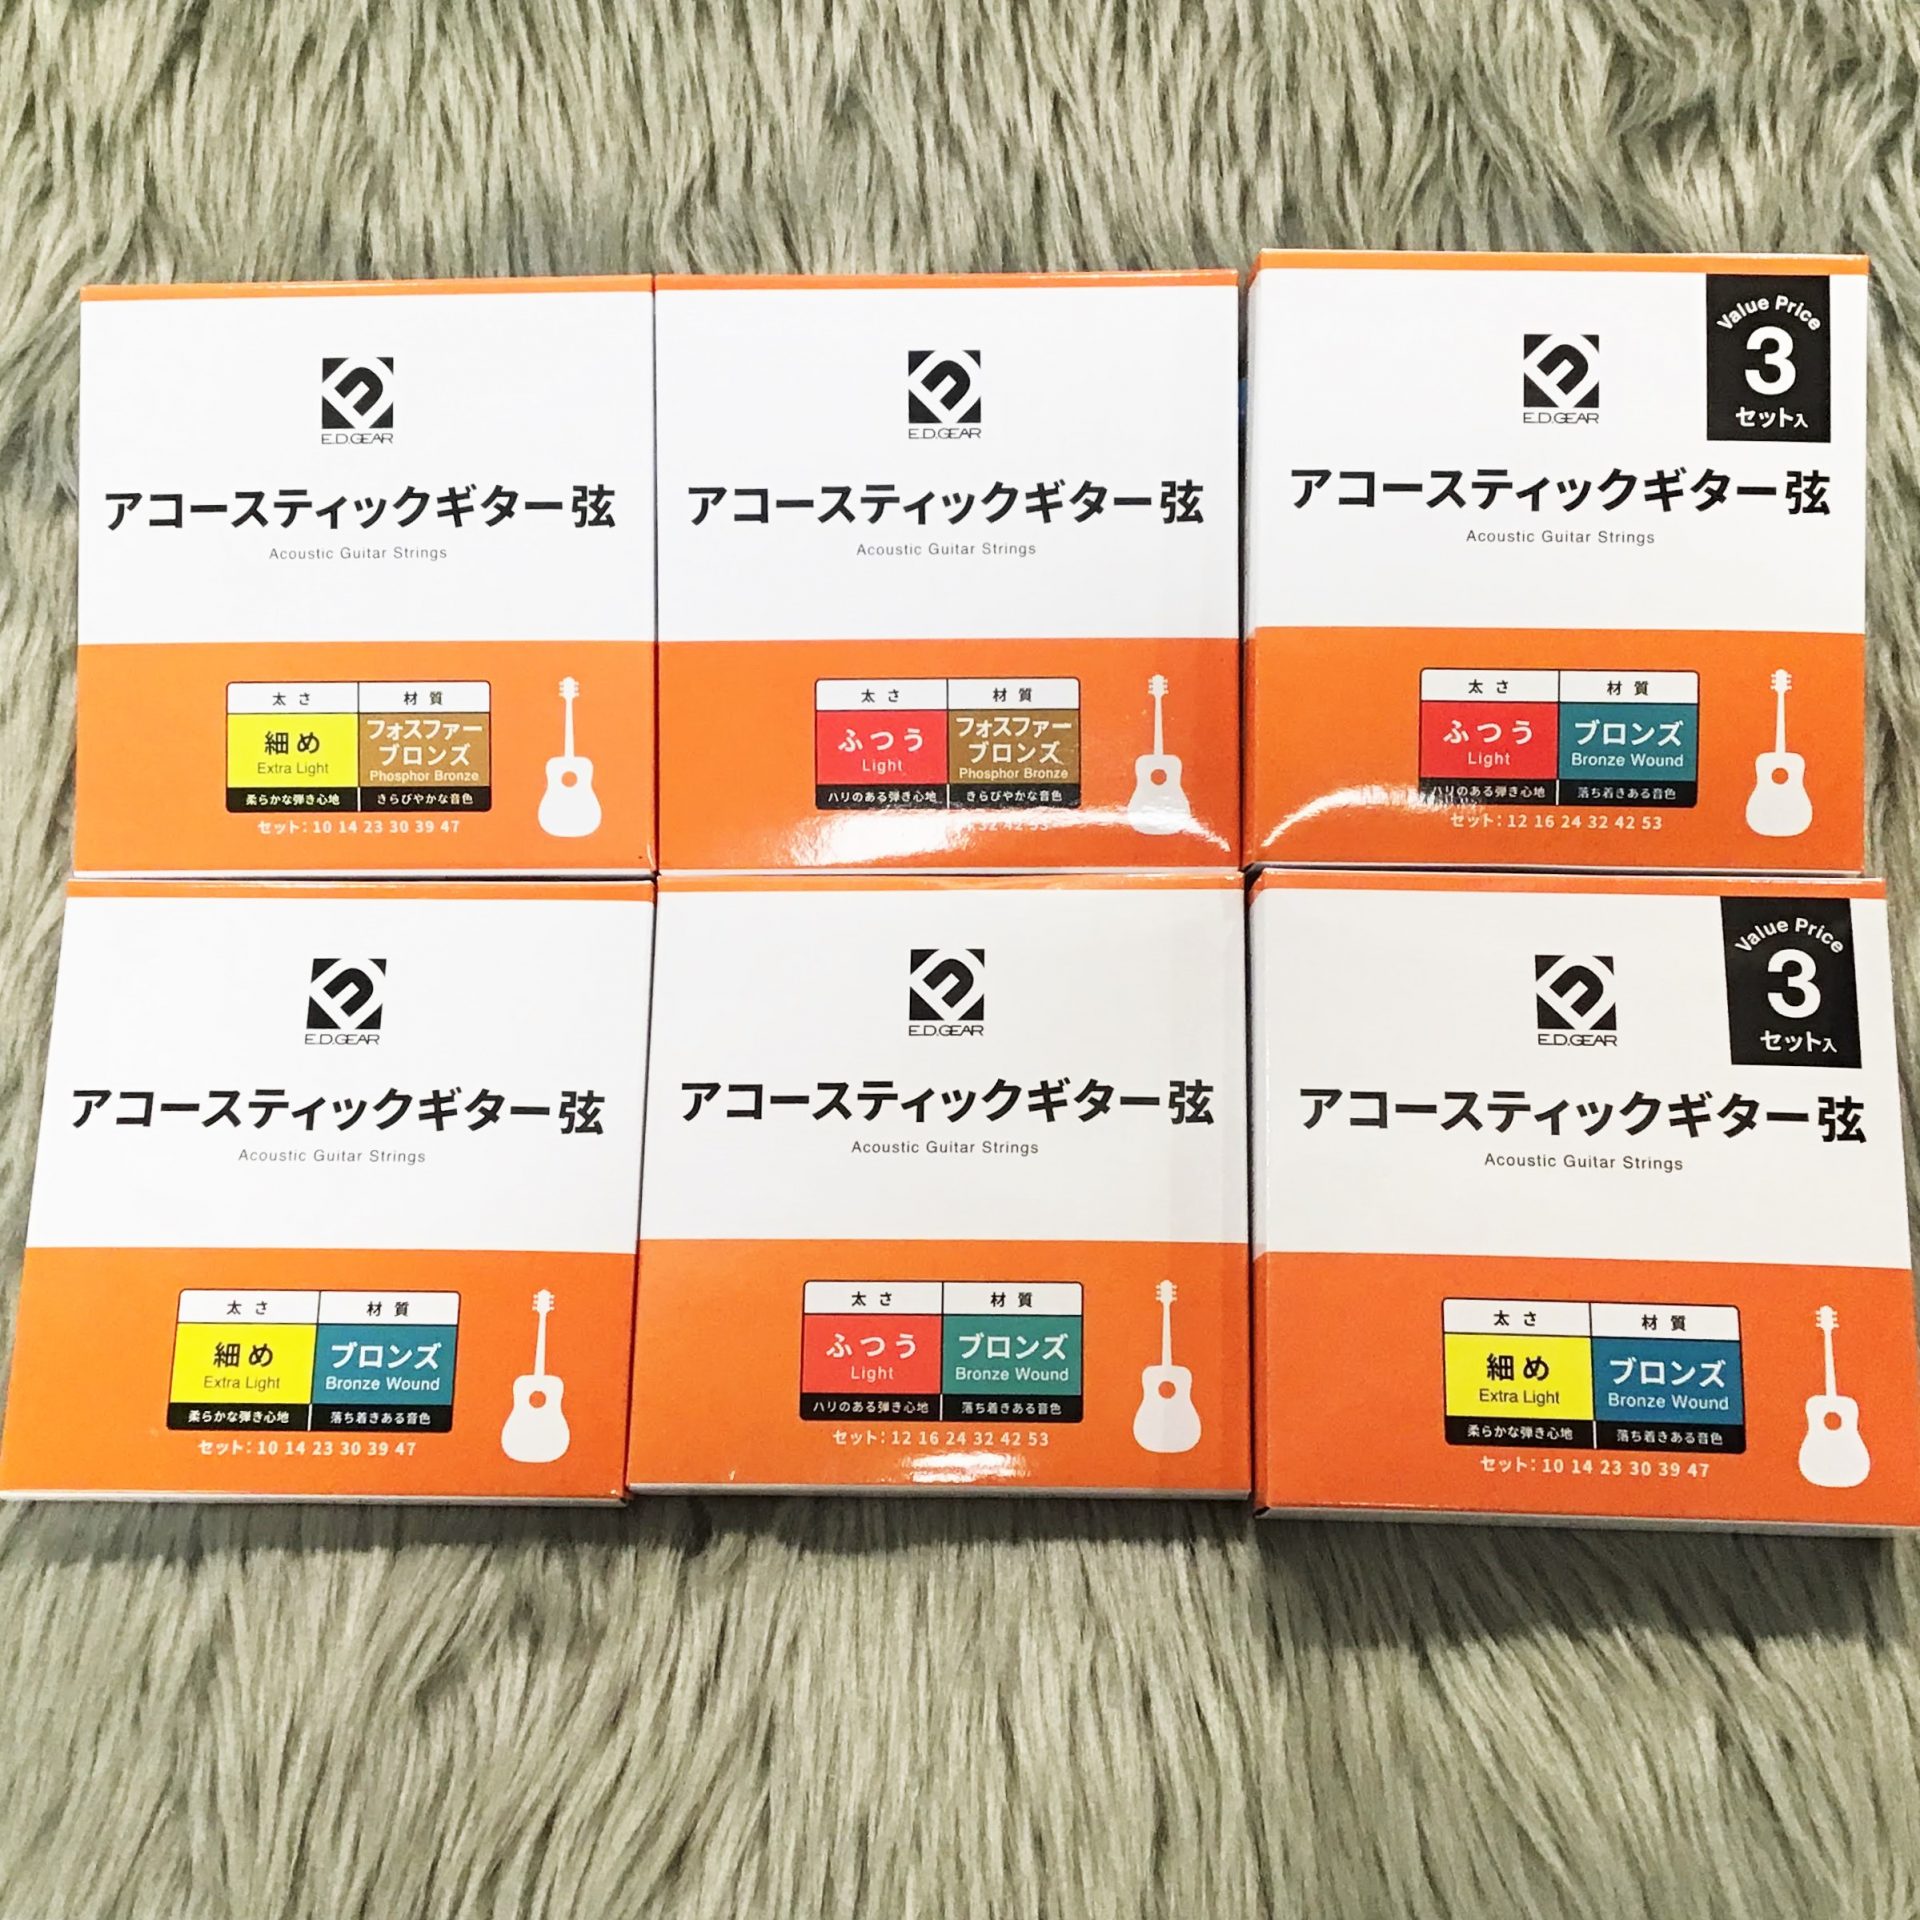 E.D.GEAR
アコースティックギター弦
Acoustic Guitar Strings
太さ 材質
細め フォスファーブロンズ
Extra Light Phosphor Bronze
柔らかな弾き心地 きらびやかな音色
セット：10 14 23 30 39 47
E.D.GEAR
アコースティックギター弦
Acoustic Guitar Strings
太さ 材質
ふつう フォスファーブロンズ
Light Phosphor Bronze
ハリのある弾き心地 きらびやかな音色
32 42 53
Value Price
3
セット入
E.D.GEAR
アコースティックギター弦
Acoustic Guitar Strings
太さ 材質
ふつう ブロンズ
Light Bronze Wound
ハリのある弾き心地 落ち着きある音色
セット：12 16 24 32 42 53
E.D.GEAR
アコースティックギター弦
Acoustic Guitar Strings
太さ 材質
細め ブロンズ
Extra Light Bronze Wound
柔らかな弾き心地 落ち着きある音色
セット：10 14 23 30 39 47
E.D.GEAR
アコースティックギター弦
Acoustic Guitar Strings
太さ 材質
ふつう ブロンズ
Light Bronze Wound
ハリのある弾き心地 落ち着きある音色
セット：12 16 24 32 42 53
Value Price
3
セット入
E.D.GEAR
アコースティックギター弦
Acoustic Guitar Strings
太さ 材質
細め ブロンズ
Extra Light Bronze Wound
柔らかな弾き心地 落ち着きある音色
セット：10 14 23 30 39 47